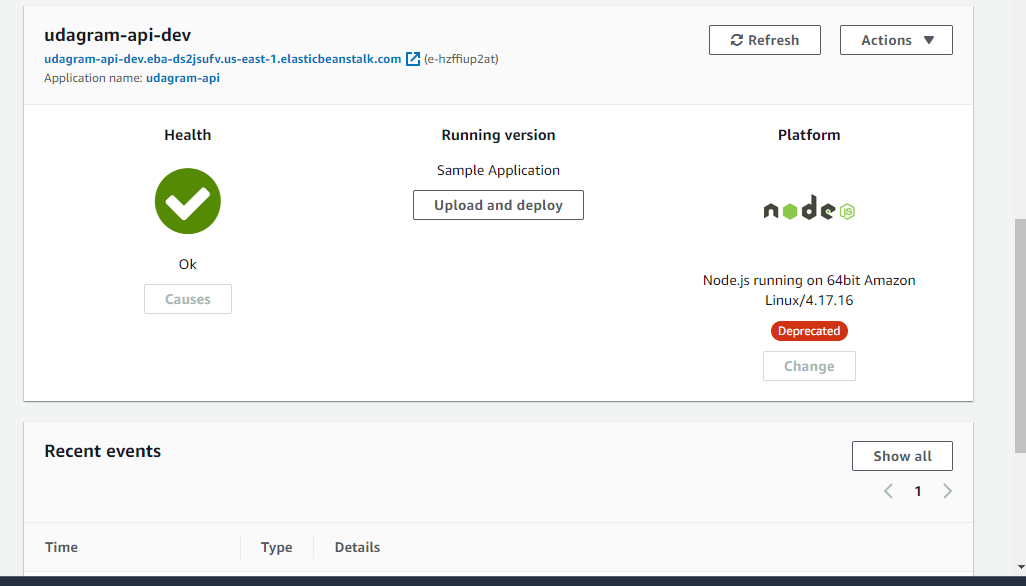 udagram-api-dev
Refresh
Actions
udagram-api-dev.eba-ds2jsufv.us-east-1.elasticbeanstalk.com (e-hzffiup2at)
Application name: udagram-api
Health
Ok
Causes
Running version
Sample Application
Upload and deploy
Platform
node
JS
Node.js running on 64bit Amazon
Linux/4.17.16
Deprecated
Change
Recent events
Show all
1
Time Type Details